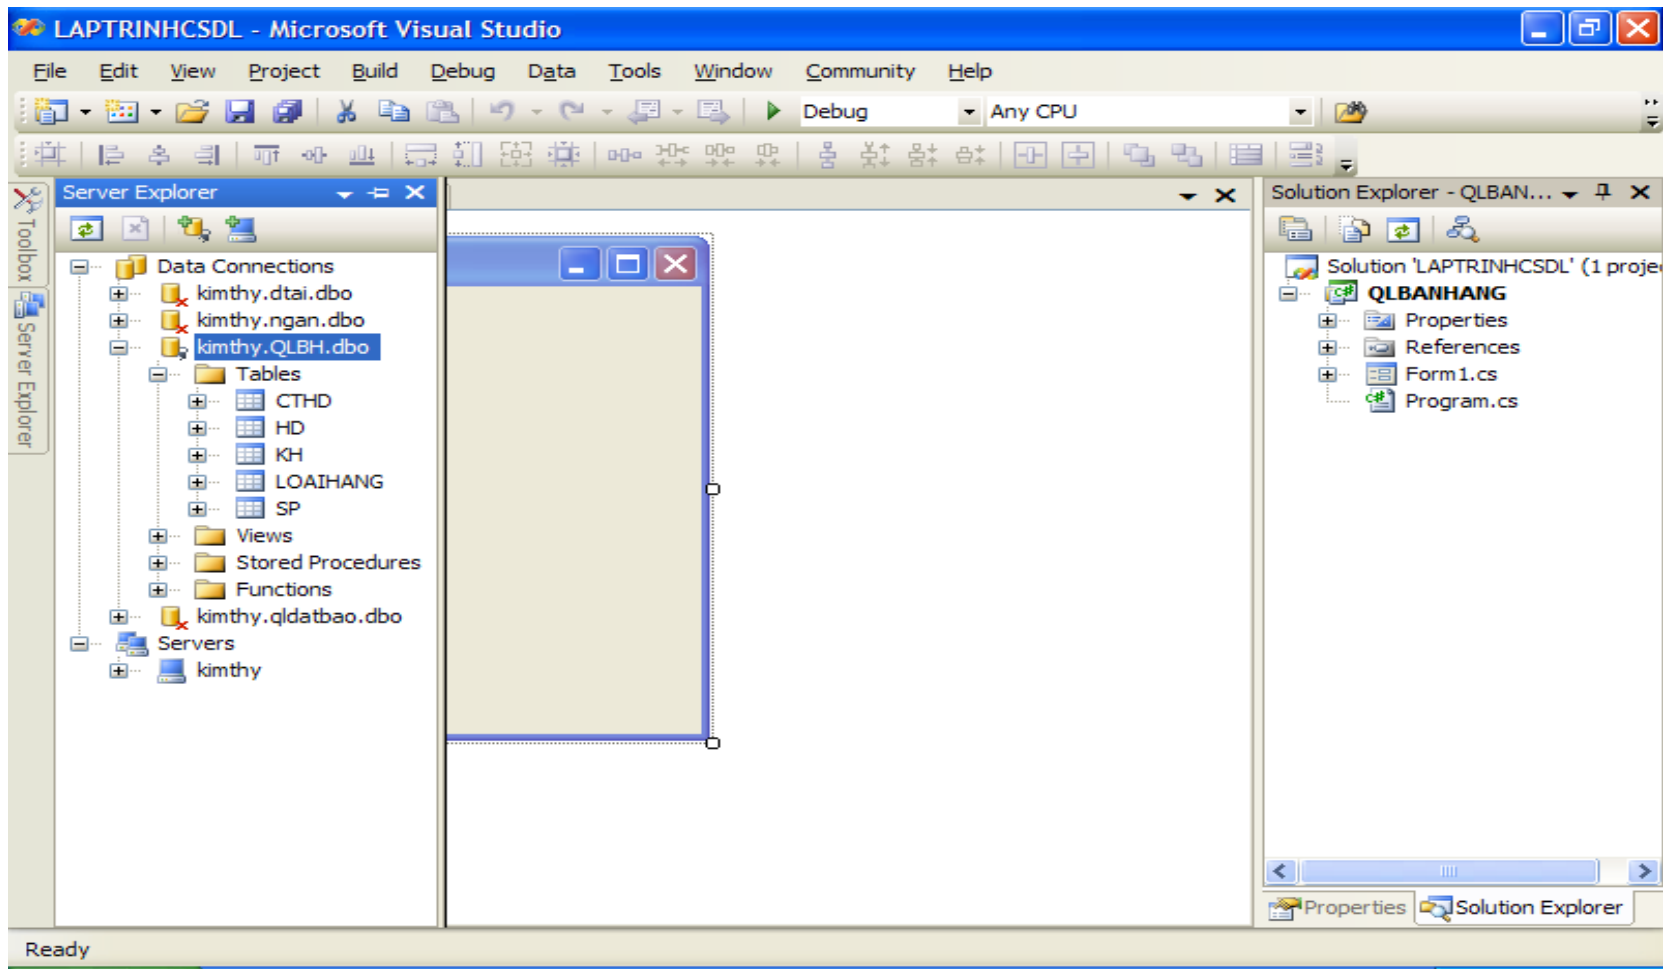 LAPTRINHCSDL - Microsoft Visual Studio
File Edit View Project Build Debug Data Tools Window Community Help
Debug Any CPU
Toolbox
Server Explorer
Server Explorer
Data Connections
kimthy.dtai.dbo
kimthy.ngan.dbo
kimthy.QLBH.dbo
Tables
CTHD
HD
KH
LOAIHANG
SP
Views
Stored Procedures
Functions
kimthy.qldatbao.dbo
Servers
kimthy
Solution Explorer - QLBAN...
Solution 'LAPTRINHCSDL' (1 proje
QLBANHANG
Properties
References
Form1.cs
Program.cs
Properties Solution Explorer
Ready